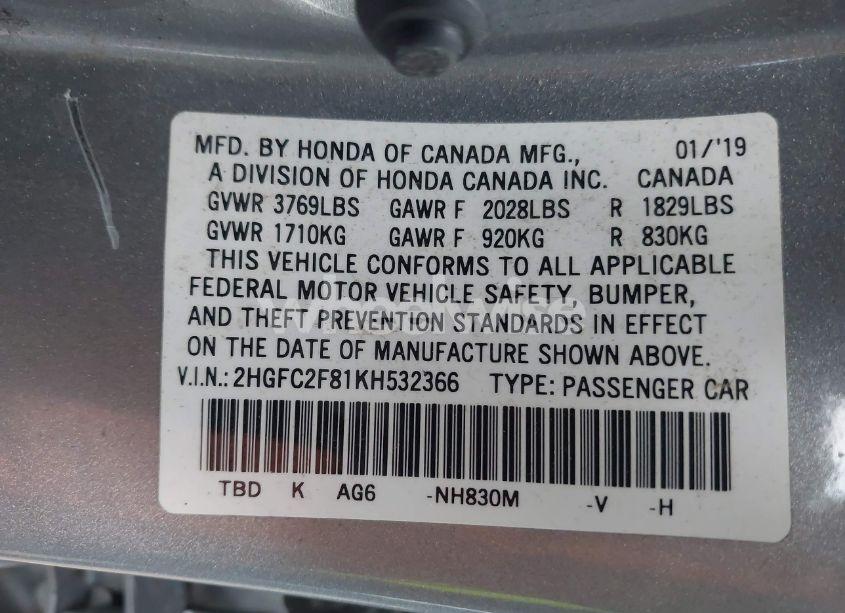 MFD. BY HONDA OF CANADA MFG., 01/'19
A DIVISION OF HONDA CANADA INC. CANADA
GVWR 3769LBS GAWR F 2028LBS R 1829LBS
GVWR 1710KG GAWR F 920KG R 830KG
THIS VEHICLE CONFORMS TO ALL APPLICABLE
FEDERAL MOTOR VEHICLE SAFETY, BUMPER,
AND THEFT PREVENTION STANDARDS IN EFFECT
ON THE DATE OF MANUFACTURE SHOWN ABOVE.
V.I.N.: 2HGFC2F81KH532366 TYPE: PASSENGER CAR
TBD K AG6 -NH830M -V -H